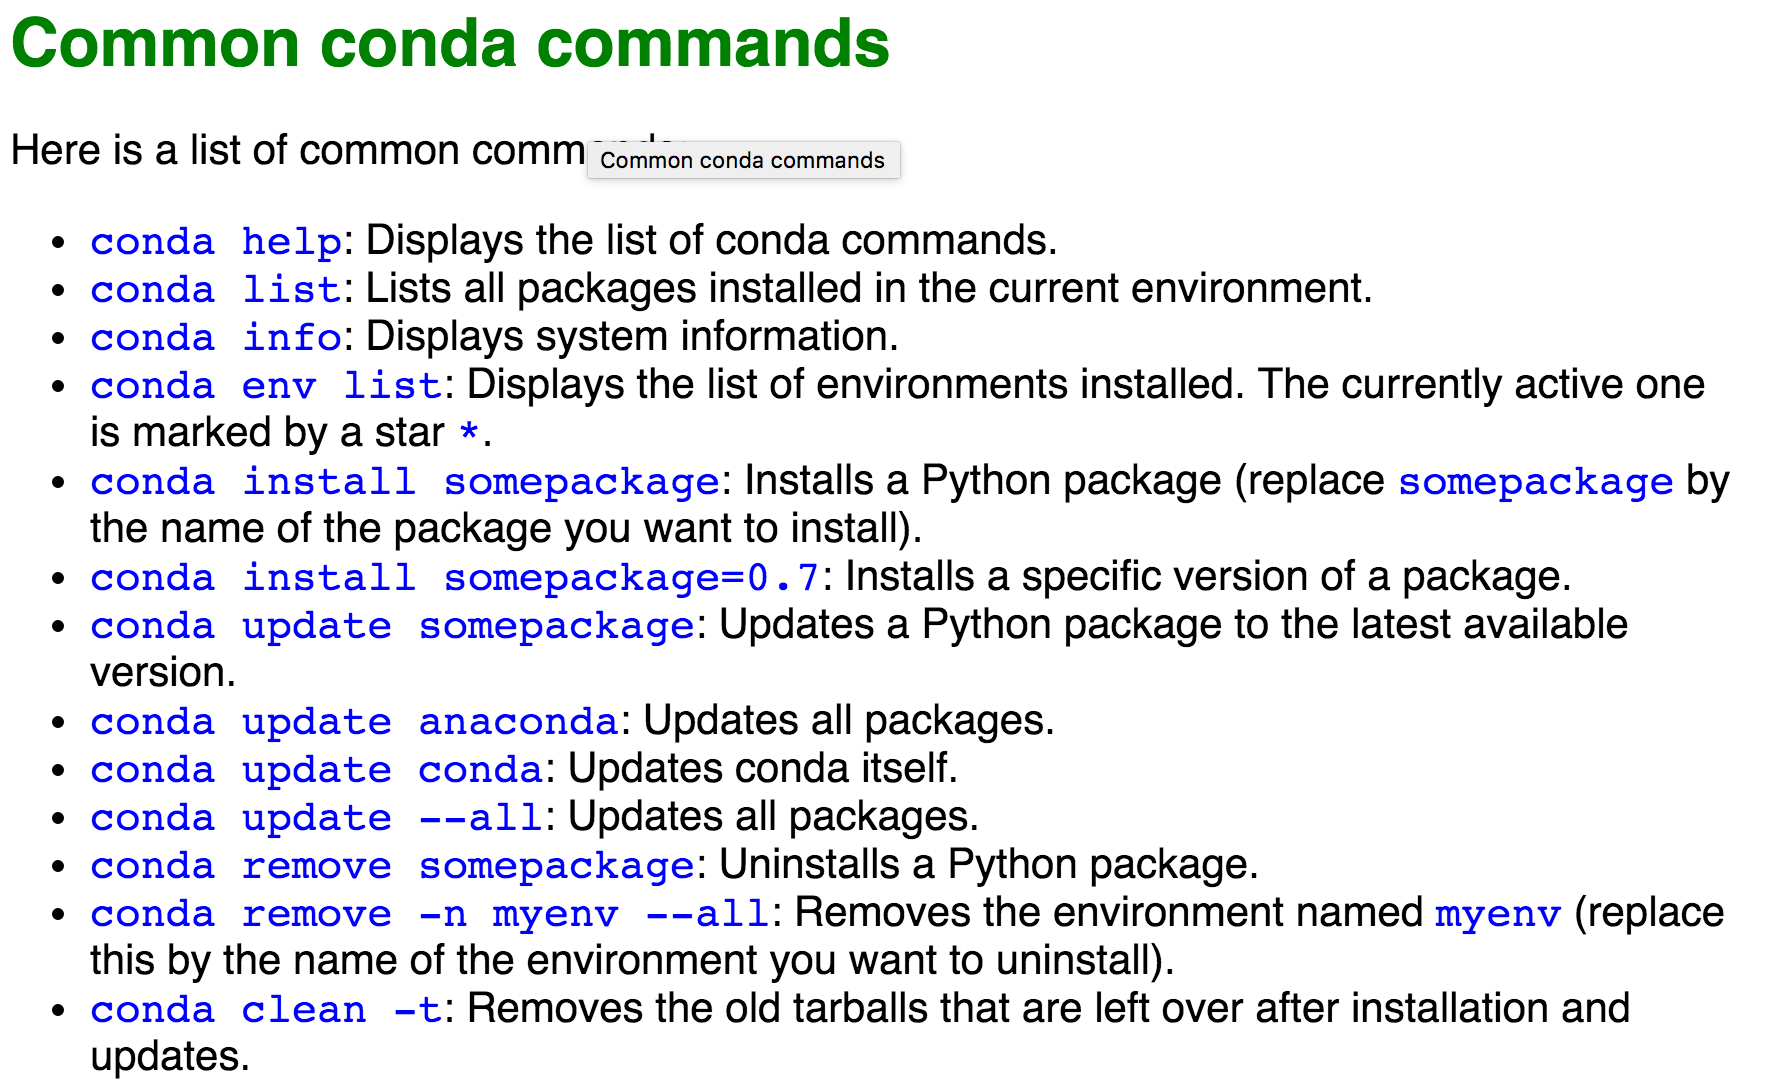 Common conda commands
Here is a list of common
Common conda commands
conda help: Displays the list of conda commands.
conda list: Lists all packages installed in the current environment.
conda info: Displays system information.
conda env list: Displays the list of environments installed. The currently active one
is marked by a star *.
conda install somepackage: Installs a Python package (replace somepackage by
the name of the package you want to install).
conda install somepackage=0.7: Installs a specific version of a package.
conda update somepackage: Updates a Python package to the latest available
version.
conda update anaconda: Updates all packages.
conda update conda: Updates conda itself.
conda update --all: Updates all packages.
conda remove somepackage: Uninstalls a Python package.
conda remove -n myenv --all: Removes the environment named myenv (replace
this by the name of the environment you want to uninstall).
conda clean -t: Removes the old tarballs that are left over after installation and
updates.